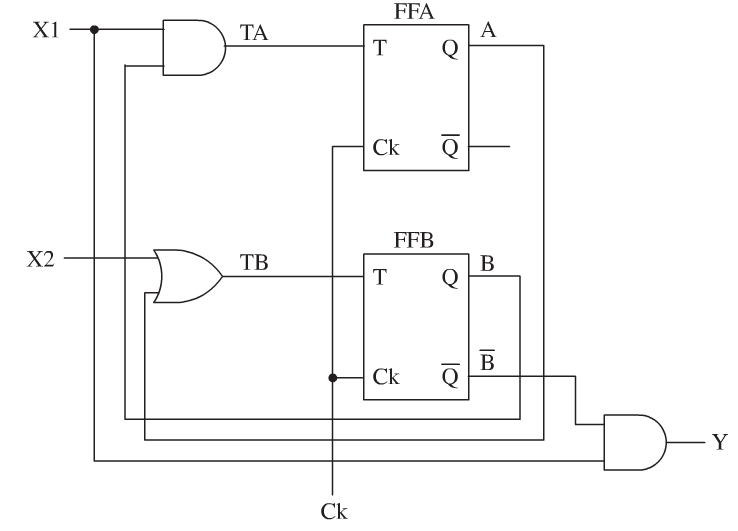 FFA
X1 TA A
T Q
Ck Q̅
FFB
X2 TB B
T Q
B̅
Ck Q̅
Y
Ck